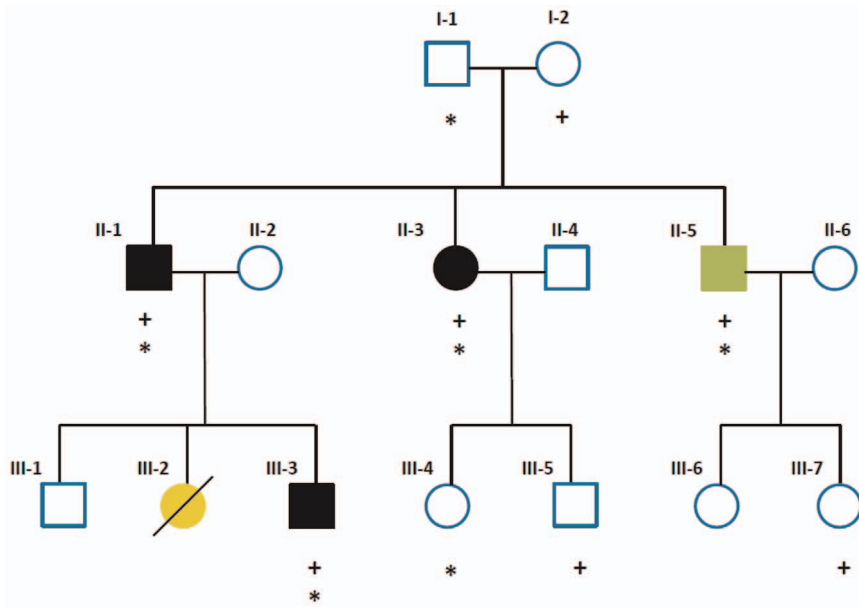 I-1 I-2
* +
II-1 II-2 II-3 II-4 II-5 II-6
+ + +
* * *
III-1 III-2 III-3 III-4 III-5 III-6 III-7
+ * + +
*